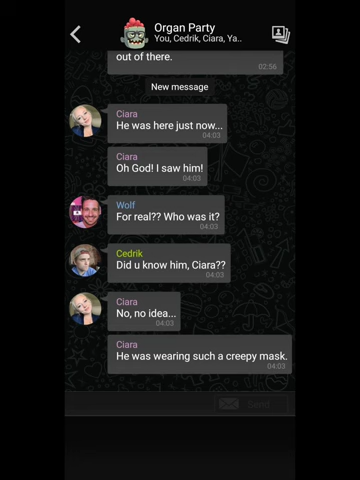 Organ Party
You, Cedrik, Ciara, Ya..
out of there.
02:56
New message
Ciara
He was here just now...
04:03
Ciara
Oh God! I saw him!
04:03
Wolf
For real?? Who was it?
04:03
Cedrik
Did u know him, Ciara??
04:03
Ciara
No, no idea...
04:03
Ciara
He was wearing such a creepy mask.
04:03
Send